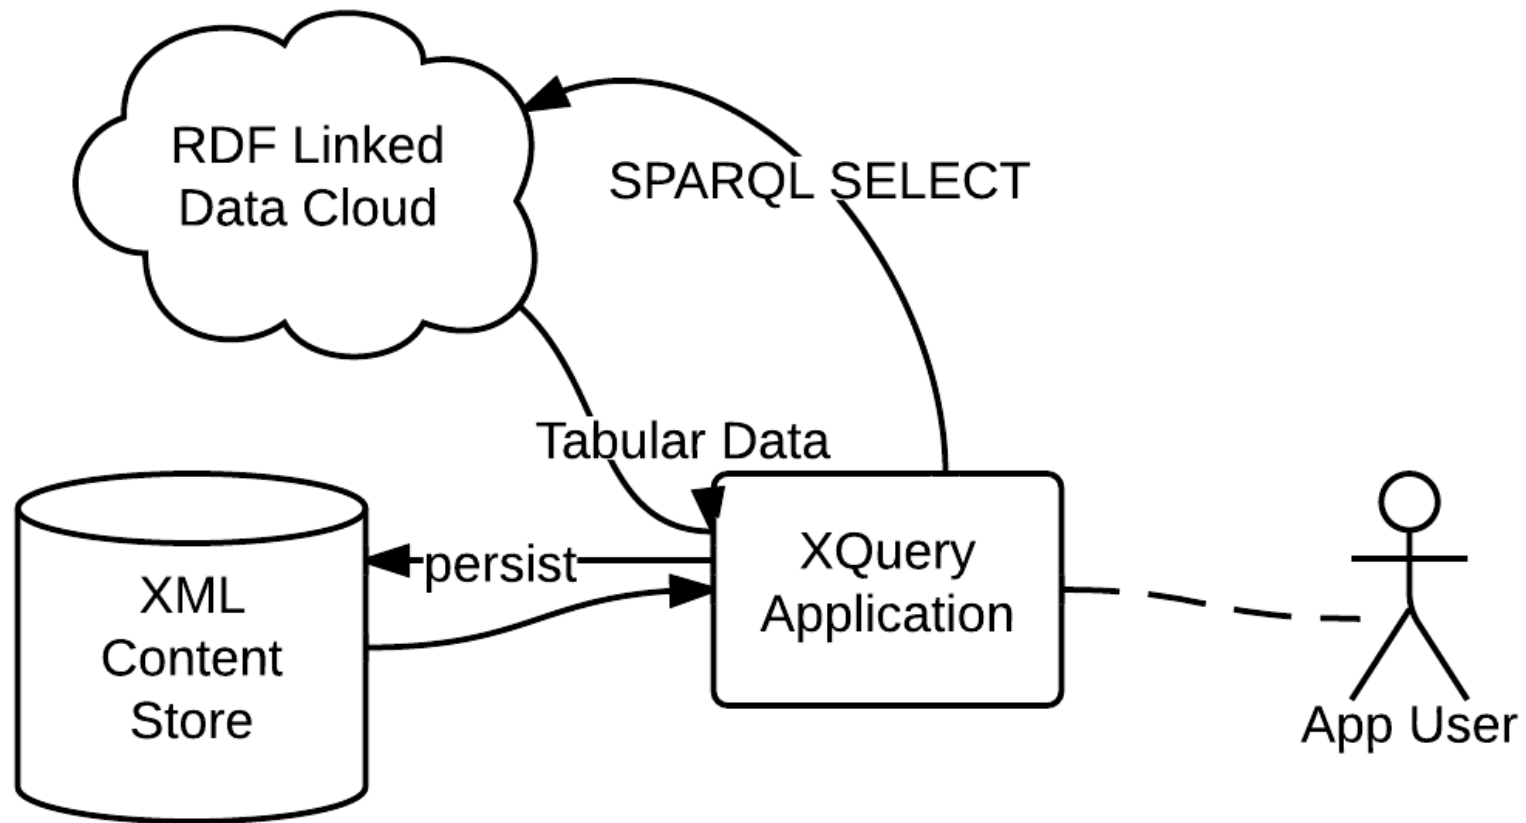 RDF Linked
Data Cloud
SPARQL SELECT
Tabular Data
persist
XML
Content
Store
XQuery
Application
App User